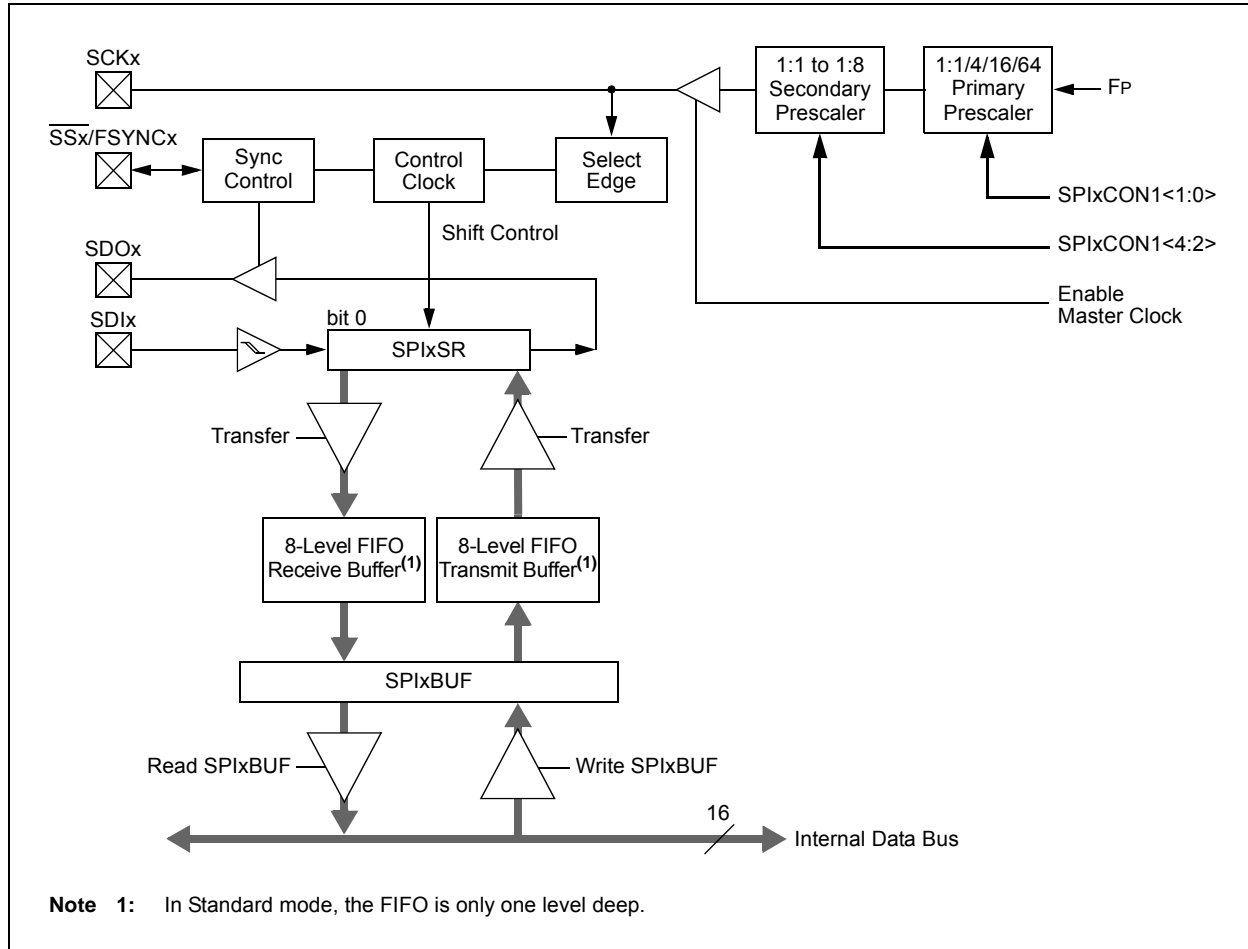 SCKx
1:1 to 1:8
Secondary
Prescaler
1:1/4/16/64
Primary
Prescaler
FP
SSx/FSYNCx
Sync
Control
Control
Clock
Select
Edge
SPIxCON1<1:0>
Shift Control
SPIxCON1<4:2>
SDOx
Enable
Master Clock
SDIx
bit 0
SPIxSR
Transfer
Transfer
8-Level FIFO
Receive Buffer(1)
8-Level FIFO
Transmit Buffer(1)
SPIxBUF
Read SPIxBUF
Write SPIxBUF
16
Internal Data Bus
Note 1: In Standard mode, the FIFO is only one level deep.